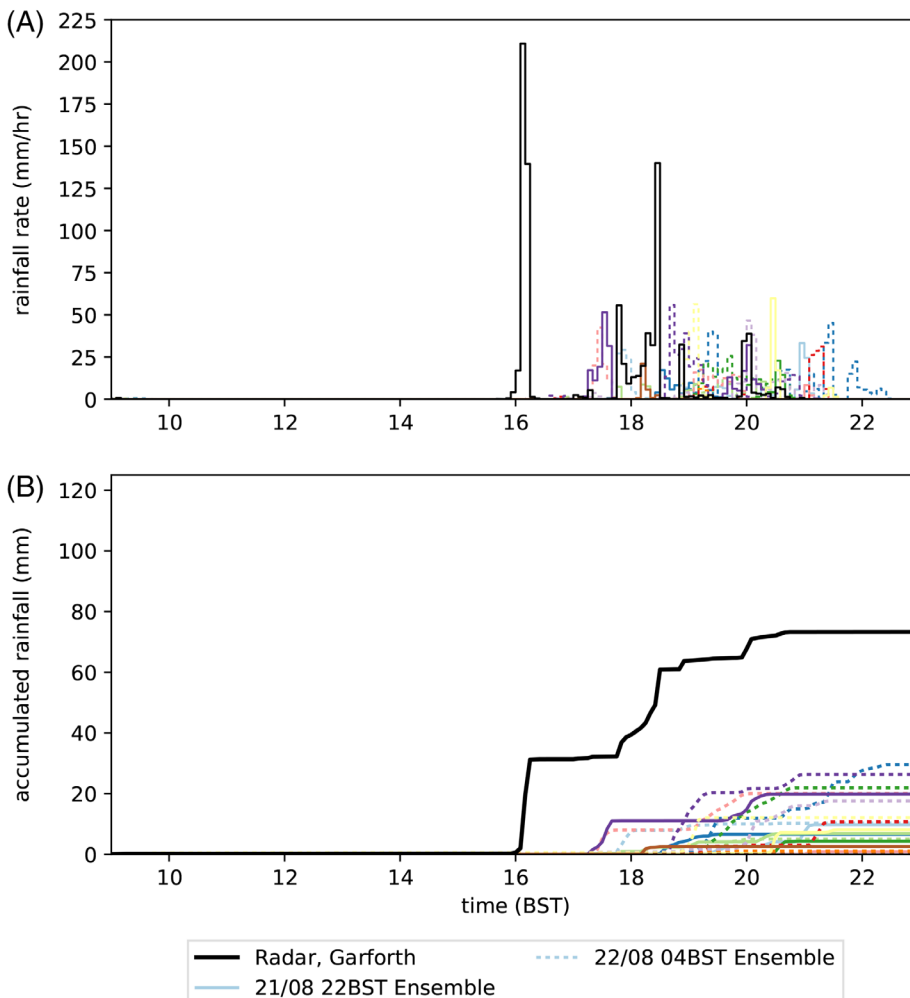 (A)
225
200
175
150
125
100
75
50
25
0
rainfall rate (mm/hr)
10 12 14 16 18 20 22
(B)
120
100
80
60
40
20
0
accumulated rainfall (mm)
10 12 14 16 18 20 22
time (BST)
Radar, Garforth
21/08 22BST Ensemble
22/08 04BST Ensemble